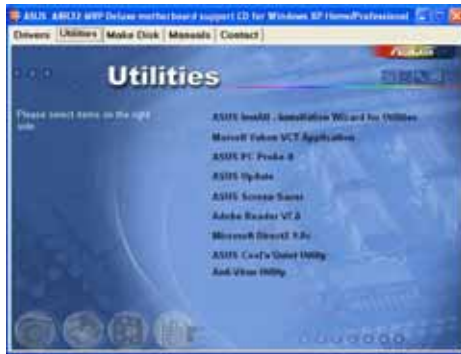 ASUS A8R32-MVP Deluxe motherboard support CD for Windows XP Home/Professional
Drivers Utilities Make Disk Manuals Contact
Utilities
Please select items on the right side
ASUS InstAll - Installation Wizard for Utilities
Marvell Yukon VCT Application
ASUS PC Probe II
ASUS Update
ASUS Screen Saver
Adobe Reader V7.0
Microsoft DirectX 9.0c
ASUS Cool'n'Quiet Utility
Anti-Virus Utility